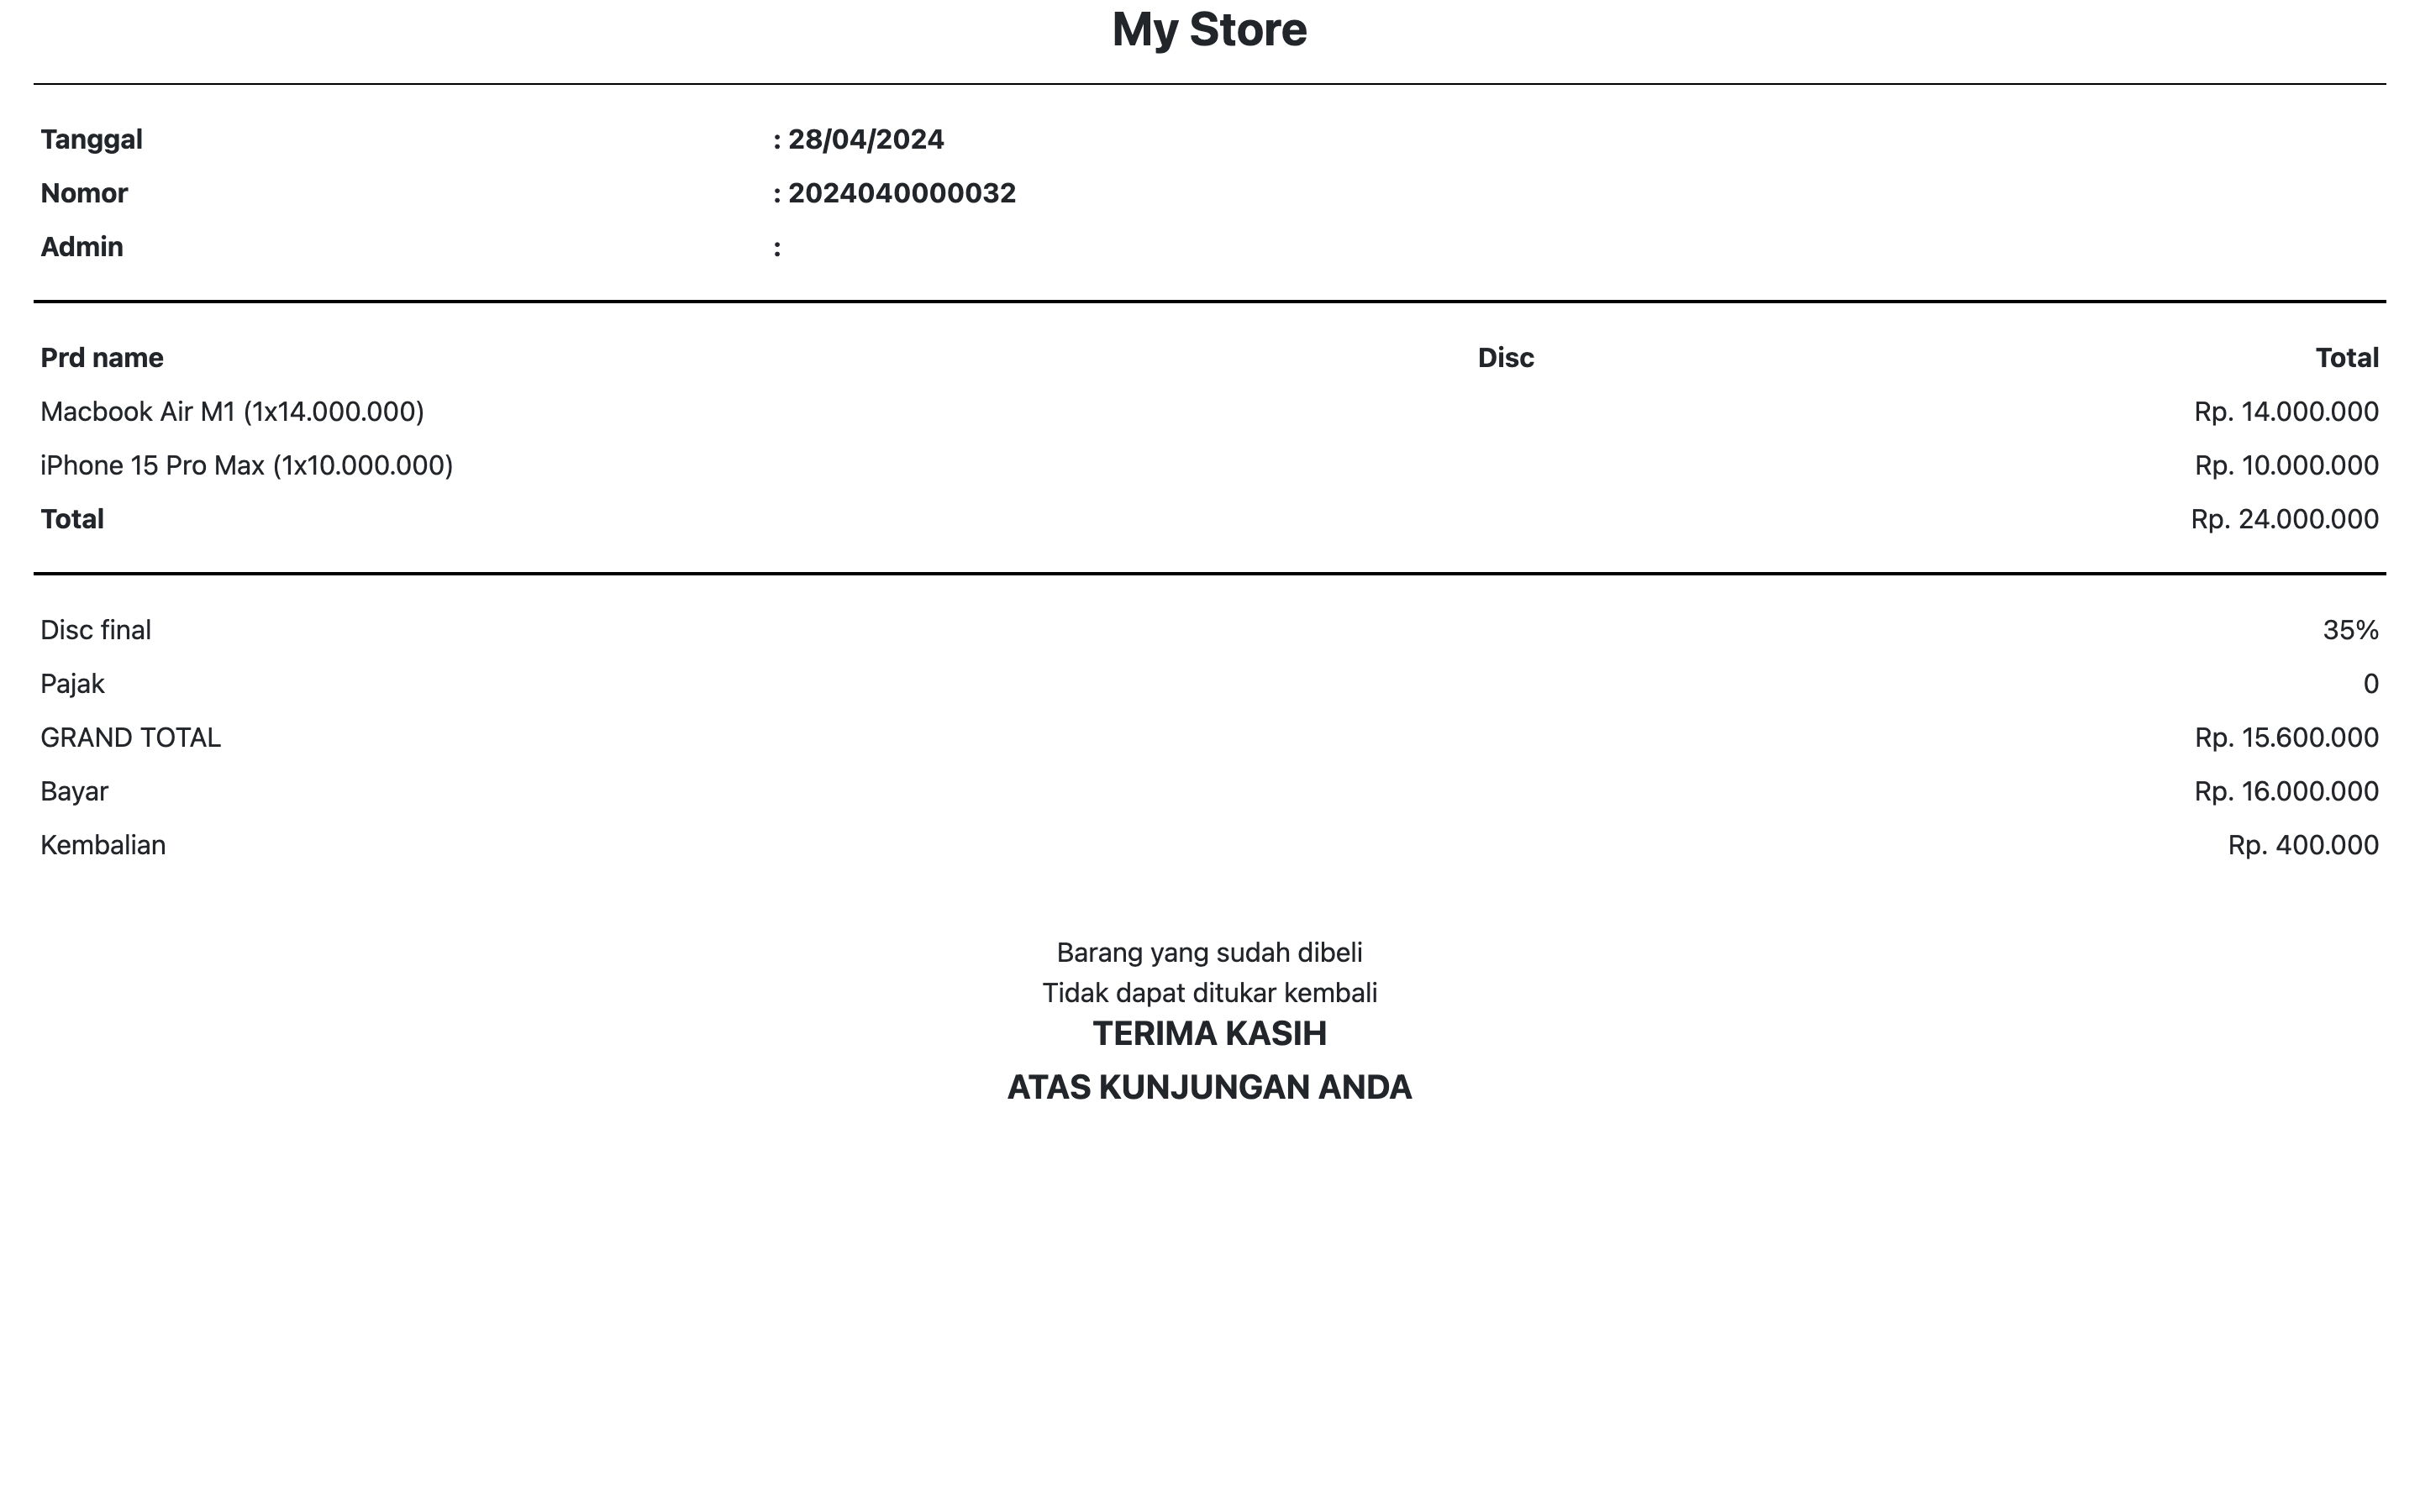 My Store
Tanggal : 28/04/2024
Nomor : 2024040000032
Admin :
Prd name Disc Total
Macbook Air M1 (1x14.000.000) Rp. 14.000.000
iPhone 15 Pro Max (1x10.000.000) Rp. 10.000.000
Total Rp. 24.000.000
Disc final 35%
Pajak 0
GRAND TOTAL Rp. 15.600.000
Bayar Rp. 16.000.000
Kembalian Rp. 400.000
Barang yang sudah dibeli
Tidak dapat ditukar kembali
TERIMA KASIH
ATAS KUNJUNGAN ANDA